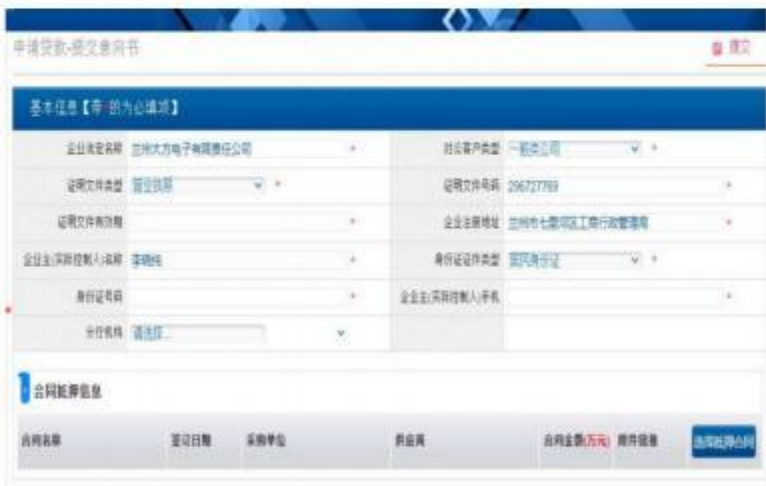 申请贷款-提交意向书
提交
基本信息【带*的为必填项】
企业法定名称 兰州大方电子有限责任公司 * 对公客户类型 一般类公司 *
证明文件类型 营业执照 * 证明文件号码 296727769 *
证明文件有效期 * 企业注册地址 兰州市七里河区工商行政管理局 *
企业主(实际控制人)名称 李晓纯 身份证证件类型 居民身份证 *
身份证号码 * 企业主(实际控制人)手机 *
分行机构 请选择...
合同抵押信息
合同名称 签订日期 采购单位 供应商 合同金额(万元) 附件链接 选择抵押合同